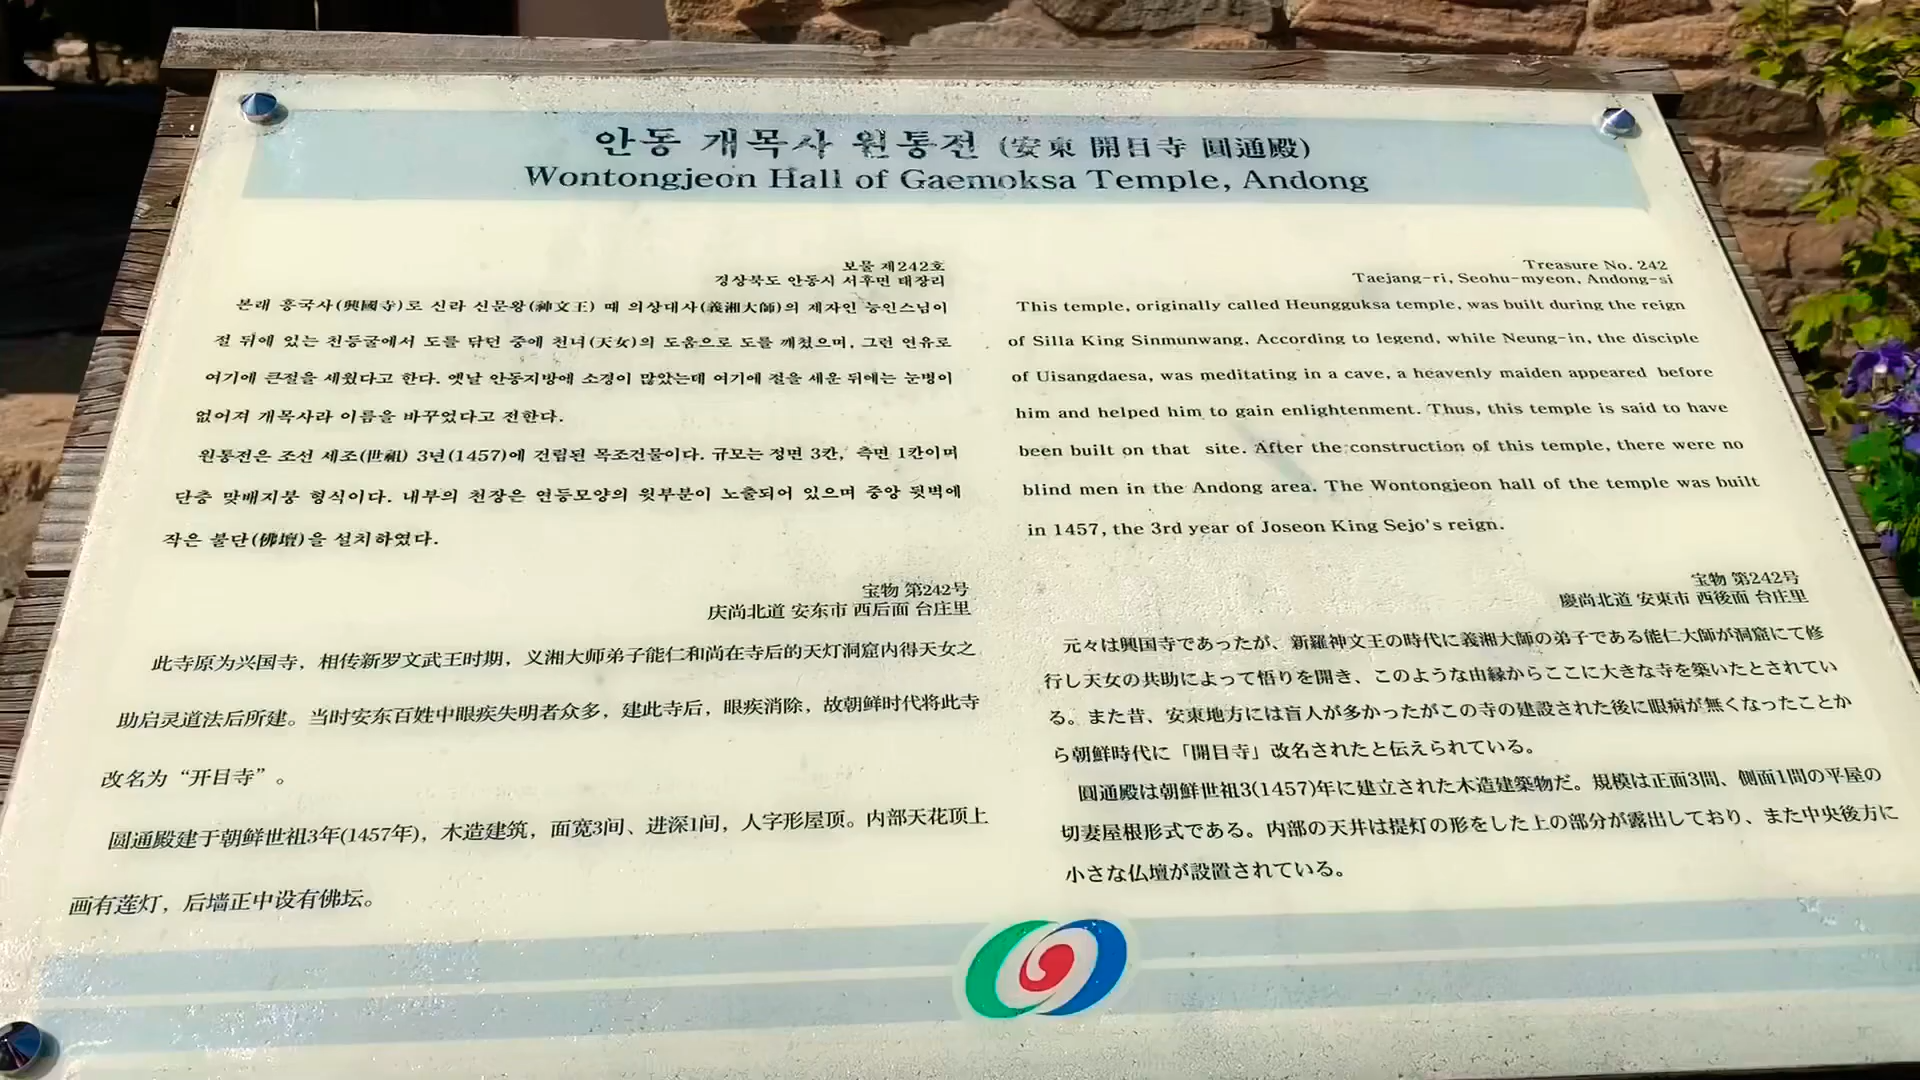 안동 개목사 원통전 (安東 開目寺 圓通殿)
Wontongjeon Hall of Gaemoksa Temple, Andong
보물 제242호
경상북도 안동시 서후면 태장리
본래 흥국사(興國寺)로 신라 신문왕(神文王) 때 의상대사(義湘大師)의 제자인 능인스님이
절 뒤에 있는 천등굴에서 도를 닦던 중에 천녀(天女)의 도움으로 도를 깨쳤으며, 그런 연유로
여기에 큰절을 세웠다고 한다. 옛날 안동지방에 소경이 많았는데 여기에 절을 세운 뒤에는 눈병이
없어져 개목사라 이름을 바꾸었다고 전한다.
원통전은 조선 세조(世祖) 3년(1457)에 건립된 목조건물이다. 규모는 정면 3칸, 측면 1칸이며
단층 맞배지붕 형식이다. 내부의 천장은 연등모양의 윗부분이 노출되어 있으며 중앙 뒷벽에
작은 불단(佛壇)을 설치하였다.
Treasure No. 242
Taejang-ri, Seohu-myeon, Andong-si
This temple, originally called Heungguksa temple, was built during the reign
of Silla King Sinmunwang, According to legend, while Neung-in, the disciple
of Uisangdaesa, was meditating in a cave, a heavenly maiden appeared before
him and helped him to gain enlightenment. Thus, this temple is said to have
been built on that site. After the construction of this temple, there were no
blind men in the Andong area. The Wontongjeon hall of the temple was built
in 1457, the 3rd year of Joseon King Sejo's reign.
宝物 第242号
庆尚北道 安东市 西后面 台庄里
此寺原为兴国寺，相传新罗文武王时期，义湘大师弟子能仁和尚在寺后的天灯洞窟内得天女之
助启灵道法后所建。当时安东百姓中眼疾失明者众多，建此寺后，眼疾消除，故朝鲜时代将此寺
改名为“开目寺”。
圆通殿建于朝鲜世祖3年(1457年)，木造建筑，面宽3间、进深1间，人字形屋顶。内部天花顶上
画有莲灯，后墙正中设有佛坛。
宝物 第242号
慶尚北道 安東市 西後面 台庄里
元々は興国寺であったが、新羅神文王の時代に義湘大師の弟子である能仁大師が洞窟にて修
行し天女の共助によって悟りを開き、このような由縁からここに大きな寺を築いたとされてい
る。また昔、安東地方には盲人が多かったがこの寺の建設された後に眼病が無くなったことか
ら朝鮮時代に「開目寺」改名されたと伝えられている。
圓通殿は朝鮮世祖3(1457)年に建立された木造建築物だ。規模は正面3間、側面1間の平屋の
切妻屋根形式である。内部の天井は提灯の形をした上の部分が露出しており、また中央後方に
小さな仏壇が設置されている。